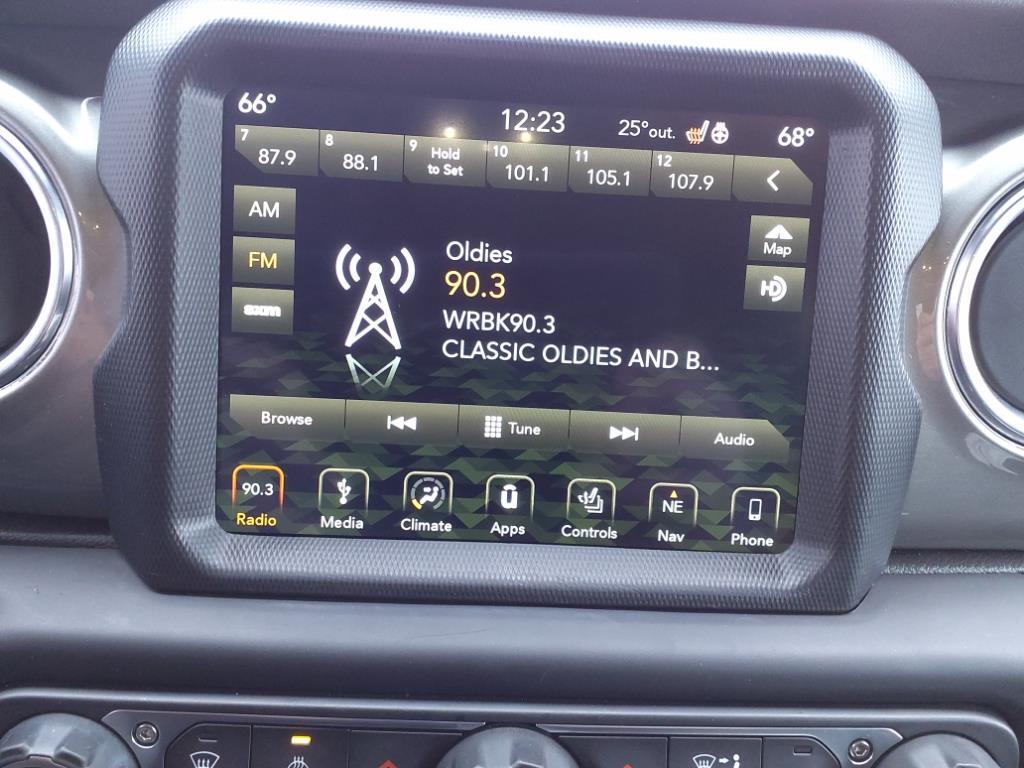 66° 12:23 25°out. 68°
7 87.9 8 88.1 9 Hold to Set 10 101.1 11 105.1 12 107.9
AM
FM
sxm
Oldies
90.3
WRBK90.3
CLASSIC OLDIES AND B...
Map
HD
Browse Tune Audio
90.3 NE
Radio Media Climate Apps Controls Nav Phone